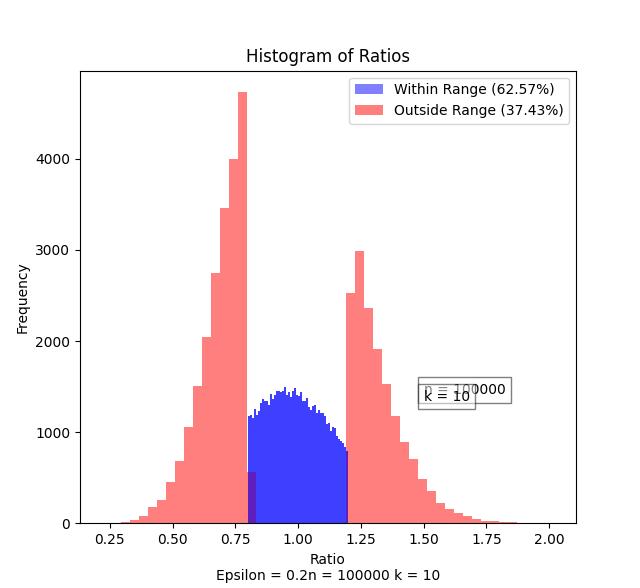 Histogram of Ratios
Within Range (62.57%)
Outside Range (37.43%)
Frequency
4000
3000
2000
1000
0
n = 100000
k = 10
0.25 0.50 0.75 1.00 1.25 1.50 1.75 2.00
Ratio
Epsilon = 0.2n = 100000 k = 10